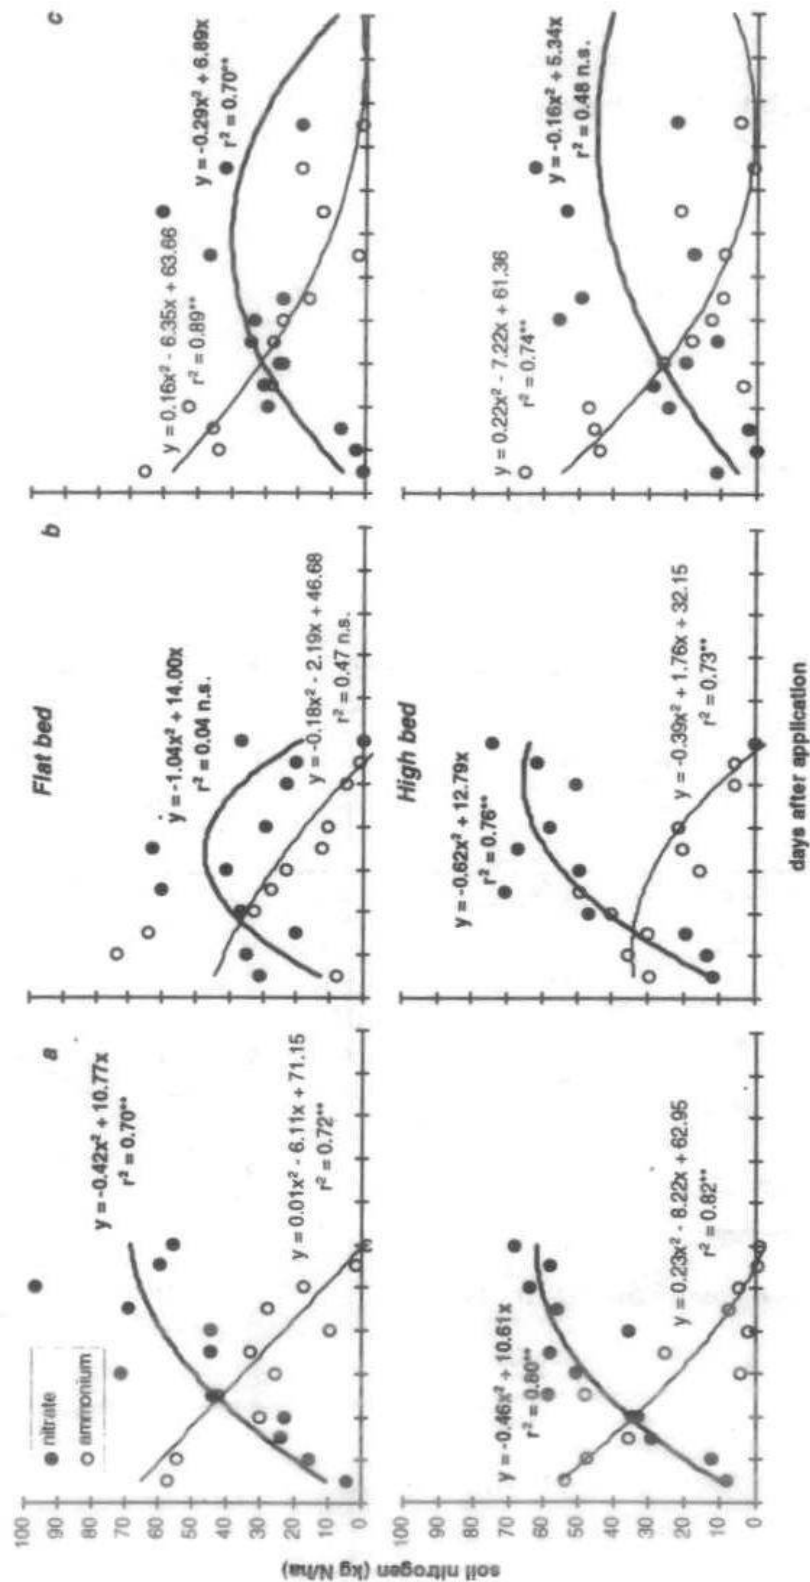 a
Flat bed
b
c
nitrate
ammonium
100
90
80
70
60
50
40
30
20
10
0
y = -0.42x² + 10.77x
r² = 0.70**
y = 0.01x² - 6.11x + 71.15
r² = 0.72**
y = -1.04x² + 14.00x
r² = 0.04 n.s.
y = -0.18x² - 2.19x + 46.68
r² = 0.47 n.s.
y = 0.16x² - 6.35x + 63.66
r² = 0.89**
y = -0.29x² + 6.89x
r² = 0.70**
soil nitrogen (kg N/ha)
High bed
100
90
80
70
60
50
40
30
20
10
0
y = -0.46x² + 10.61x
r² = 0.80**
y = 0.23x² - 8.22x + 62.95
r² = 0.82**
y = -0.62x² + 12.79x
r² = 0.76**
y = -0.39x² + 1.76x + 32.15
r² = 0.73**
y = 0.22x² - 7.22x + 61.36
r² = 0.74**
y = -0.16x² + 5.34x
r² = 0.48 n.s.
days after application